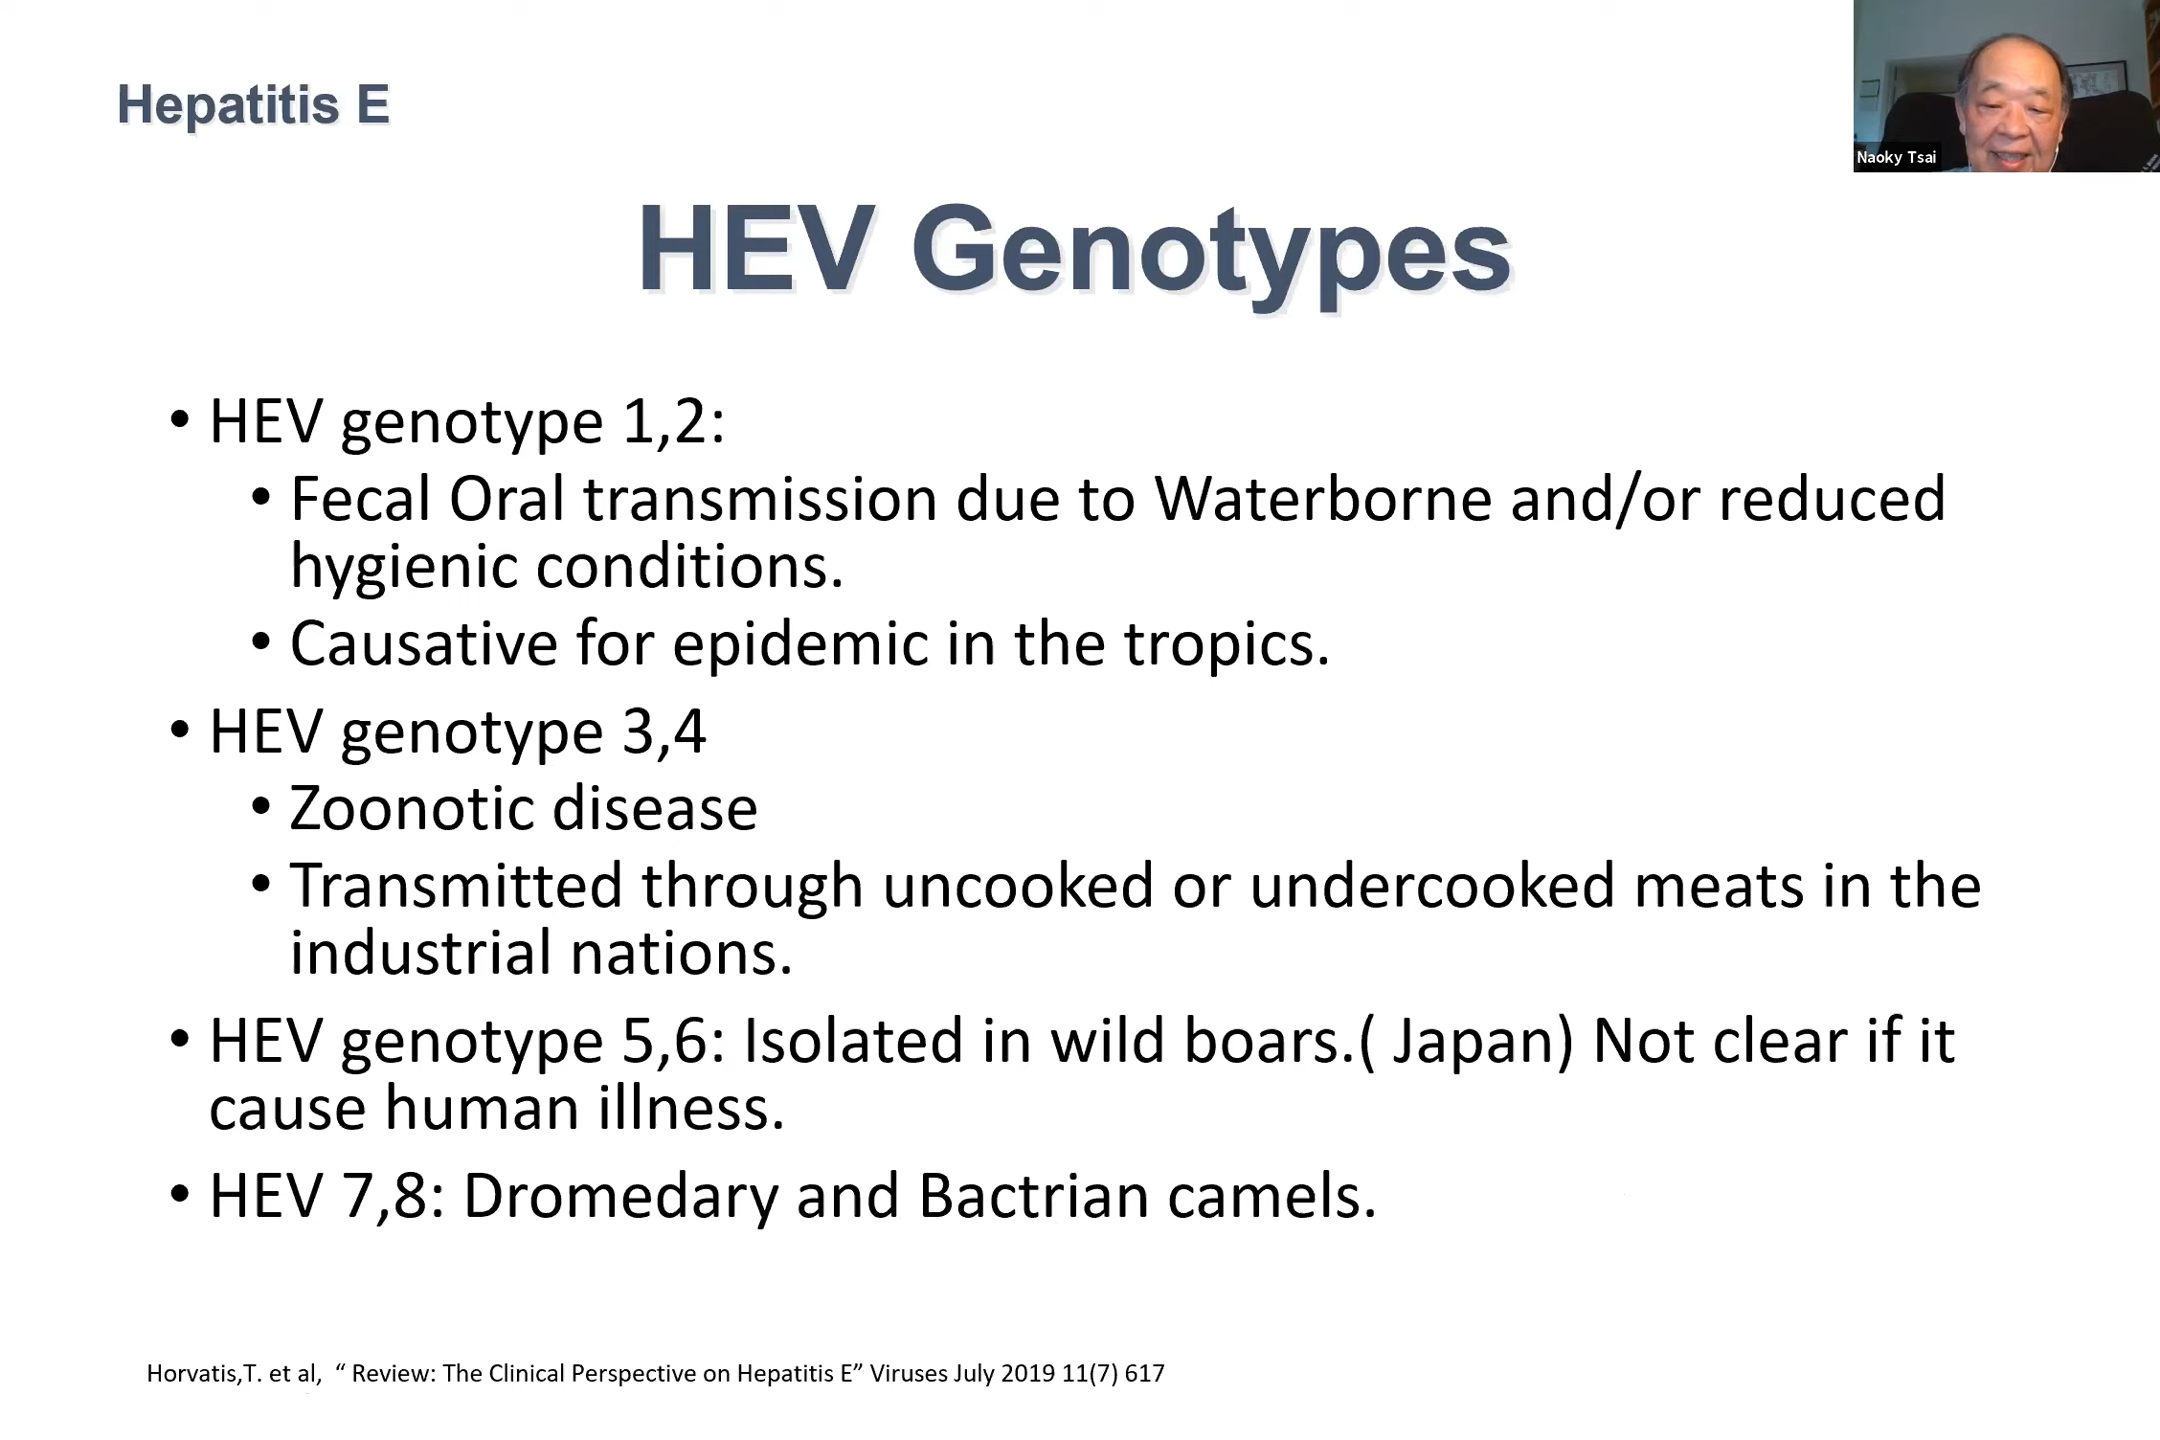 Hepatitis E
Naoky Tsai
HEV Genotypes
• HEV genotype 1,2:
• Fecal Oral transmission due to Waterborne and/or reduced
hygienic conditions.
• Causative for epidemic in the tropics.
• HEV genotype 3,4
• Zoonotic disease
• Transmitted through uncooked or undercooked meats in the
industrial nations.
• HEV genotype 5,6: Isolated in wild boars.( Japan) Not clear if it
cause human illness.
• HEV 7,8: Dromedary and Bactrian camels.
Horvatis,T. et al,  “ Review: The Clinical Perspective on Hepatitis E” Viruses July 2019 11(7) 617